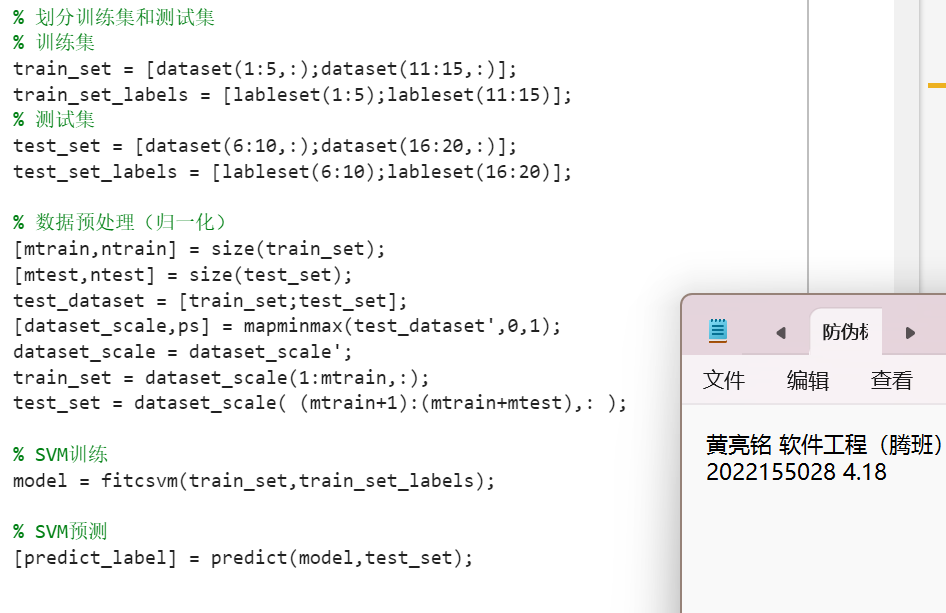 % 划分训练集和测试集
% 训练集
train_set = [dataset(1:5,:);dataset(11:15,:)];
train_set_labels = [lableset(1:5);lableset(11:15)];
% 测试集
test_set = [dataset(6:10,:);dataset(16:20,:)];
test_set_labels = [lableset(6:10);lableset(16:20)];
% 数据预处理（归一化）
[mtrain,ntrain] = size(train_set);
[mtest,ntest] = size(test_set);
test_dataset = [train_set;test_set];
[dataset_scale,ps] = mapminmax(test_dataset',0,1);
dataset_scale = dataset_scale';
train_set = dataset_scale(1:mtrain,:);
test_set = dataset_scale( (mtrain+1):(mtrain+mtest),: );
% SVM训练
model = fitcsvm(train_set,train_set_labels);
% SVM预测
[predict_label] = predict(model,test_set);
防伪
文件 编辑 查看
黄亮铭 软件工程（腾班）
2022155028 4.18